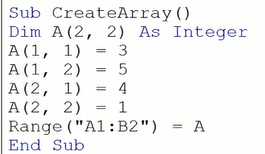 Sub CreateArray()
Dim A(2, 2) As Integer
A(1, 1) = 3
A(1, 2) = 5
A(2, 1) = 4
A(2, 2) = 1
Range("A1:B2") = A
End Sub